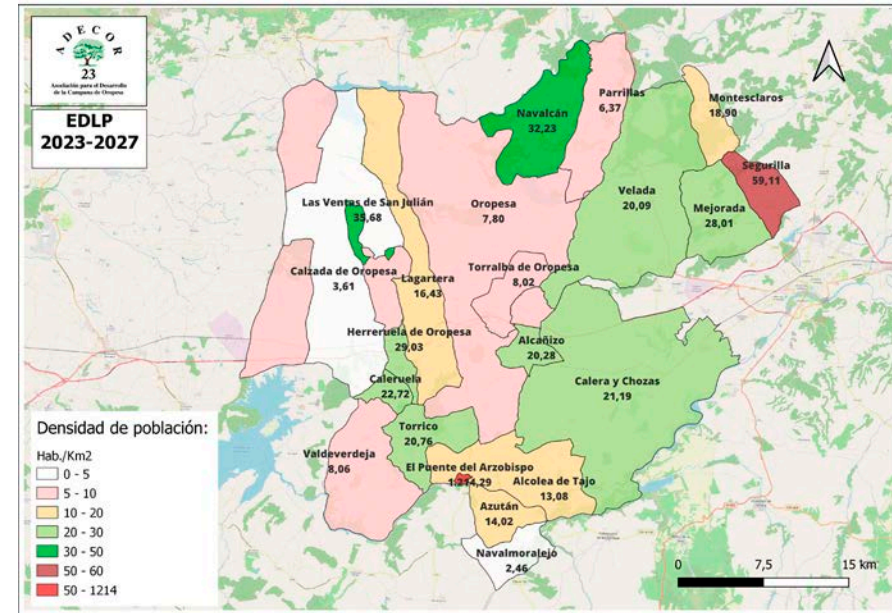 ADECOR
23
Asociación para el Desarrollo
de la Campana de Oropesa
EDLP
2023-2027
Navalcán
32,23
Parrillas
6,37
Montesclaros
18,90
Segurilla
59,11
Las Ventas de San Julián
35,68
Oropesa
7,80
Velada
20,09
Mejorada
28,01
Calzada de Oropesa
3,61
Lagartera
16,43
Torralba de Oropesa
8,02
Herreruela de Oropesa
29,03
Alcañizo
20,28
Caleruela
22,72
Calera y Chozas
21,19
Torrico
20,76
Valdeverdeja
8,06
El Puente del Arzobispo
1.214,29
Alcolea de Tajo
13,08
Azután
14,02
Navalmoralejo
2,46
Densidad de población:
Hab./Km2
0 - 5
5 - 10
10 - 20
20 - 30
30 - 50
50 - 60
50 - 1214
0 7,5 15 km